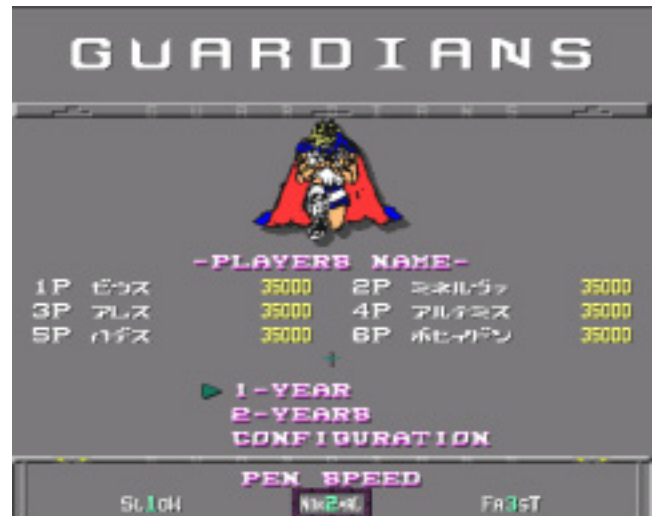 GUARDIANS
GUARDIANS
-PLAYERS NAME-
1P ゼウス 35000 2P ミネルヴァ 35000
3P アレス 35000 4P アルテミス 35000
5P ハデス 35000 6P ポセイドン 35000
1-YEAR
2-YEARS
CONFIGURATION
PEN SPEED
SL1OW NOR2MAL FA3ST